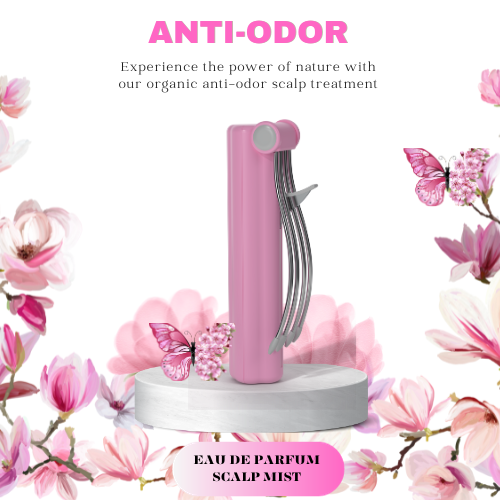 ANTI-ODOR
Experience the power of nature with
our organic anti-odor scalp treatment
EAU DE PARFUM
SCALP MIST